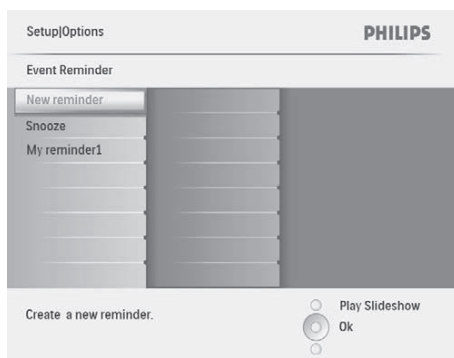 Setup|Options
PHILIPS
Event Reminder
New reminder
Snooze
My reminder1
Create a new reminder.
Play Slideshow
Ok